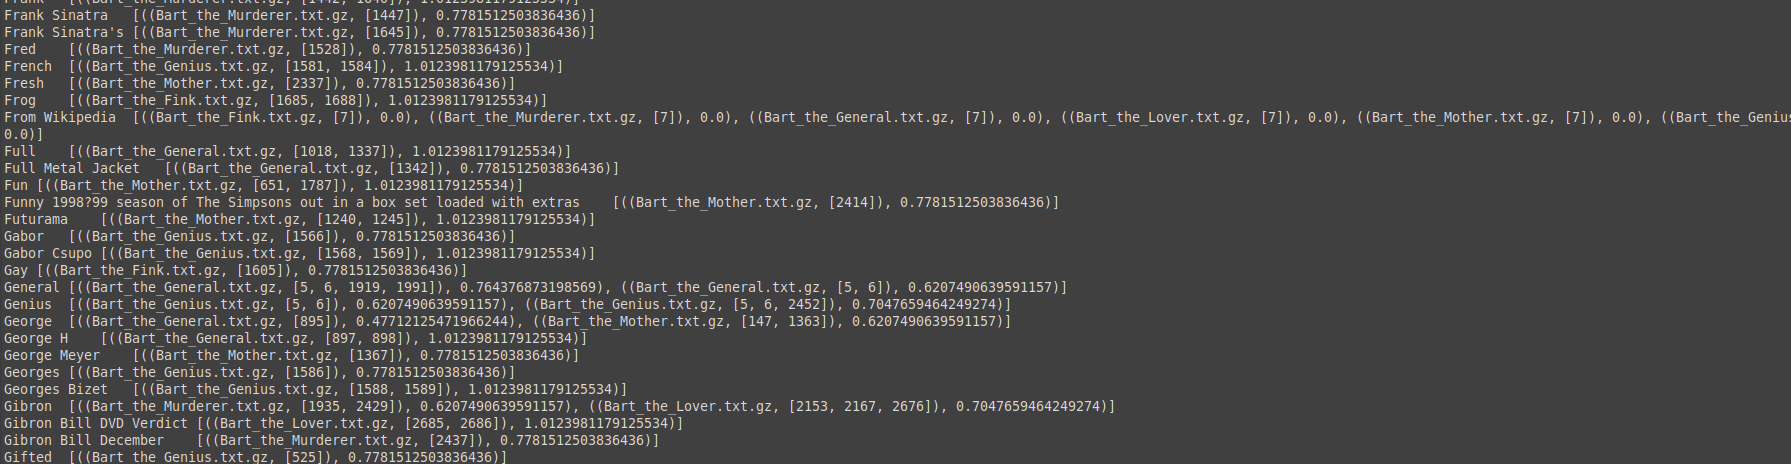 Frank   [((Bart_the_Murderer.txt.gz, [1442, 1646]), 1.0123981179125534)]
Frank Sinatra   [((Bart_the_Murderer.txt.gz, [1447]), 0.7781512503836436)]
Frank Sinatra's [((Bart_the_Murderer.txt.gz, [1645]), 0.7781512503836436)]
Fred    [((Bart_the_Murderer.txt.gz, [1528]), 0.7781512503836436)]
French  [((Bart_the_Genius.txt.gz, [1581, 1584]), 1.0123981179125534)]
Fresh   [((Bart_the_Mother.txt.gz, [2337]), 0.7781512503836436)]
Frog    [((Bart_the_Fink.txt.gz, [1685, 1688]), 1.0123981179125534)]
From Wikipedia  [((Bart_the_Fink.txt.gz, [7]), 0.0), ((Bart_the_Murderer.txt.gz, [7]), 0.0), ((Bart_the_General.txt.gz, [7]), 0.0), ((Bart_the_Lover.txt.gz, [7]), 0.0), ((Bart_the_Mother.txt.gz, [7]), 0.0), ((Bart_the_Genius
0.0)]
Full    [((Bart_the_General.txt.gz, [1018, 1337]), 1.0123981179125534)]
Full Metal Jacket   [((Bart_the_General.txt.gz, [1342]), 0.7781512503836436)]
Fun [((Bart_the_Mother.txt.gz, [651, 1787]), 1.0123981179125534)]
Funny 1998?99 season of The Simpsons out in a box set loaded with extras    [((Bart_the_Mother.txt.gz, [2414]), 0.7781512503836436)]
Futurama    [((Bart_the_Mother.txt.gz, [1240, 1245]), 1.0123981179125534)]
Gabor   [((Bart_the_Genius.txt.gz, [1566]), 0.7781512503836436)]
Gabor Csupo [((Bart_the_Genius.txt.gz, [1568, 1569]), 1.0123981179125534)]
Gay [((Bart_the_Fink.txt.gz, [1605]), 0.7781512503836436)]
General [((Bart_the_General.txt.gz, [5, 6, 1919, 1991]), 0.764376873198569), ((Bart_the_General.txt.gz, [5, 6]), 0.6207490639591157)]
Genius  [((Bart_the_Genius.txt.gz, [5, 6]), 0.6207490639591157), ((Bart_the_Genius.txt.gz, [5, 6, 2452]), 0.7047659464249274)]
George  [((Bart_the_General.txt.gz, [895]), 0.47712125471966244), ((Bart_the_Mother.txt.gz, [147, 1363]), 0.6207490639591157)]
George H    [((Bart_the_General.txt.gz, [897, 898]), 1.0123981179125534)]
George Meyer    [((Bart_the_Mother.txt.gz, [1367]), 0.7781512503836436)]
Georges [((Bart_the_Genius.txt.gz, [1586]), 0.7781512503836436)]
Georges Bizet   [((Bart_the_Genius.txt.gz, [1588, 1589]), 1.0123981179125534)]
Gibron  [((Bart_the_Murderer.txt.gz, [1935, 2429]), 0.6207490639591157), ((Bart_the_Lover.txt.gz, [2153, 2167, 2676]), 0.7047659464249274)]
Gibron Bill DVD Verdict [((Bart_the_Lover.txt.gz, [2685, 2686]), 1.0123981179125534)]
Gibron Bill December    [((Bart_the_Murderer.txt.gz, [2437]), 0.7781512503836436)]
Gifted  [((Bart_the_Genius.txt.gz, [525]), 0.7781512503836436)]